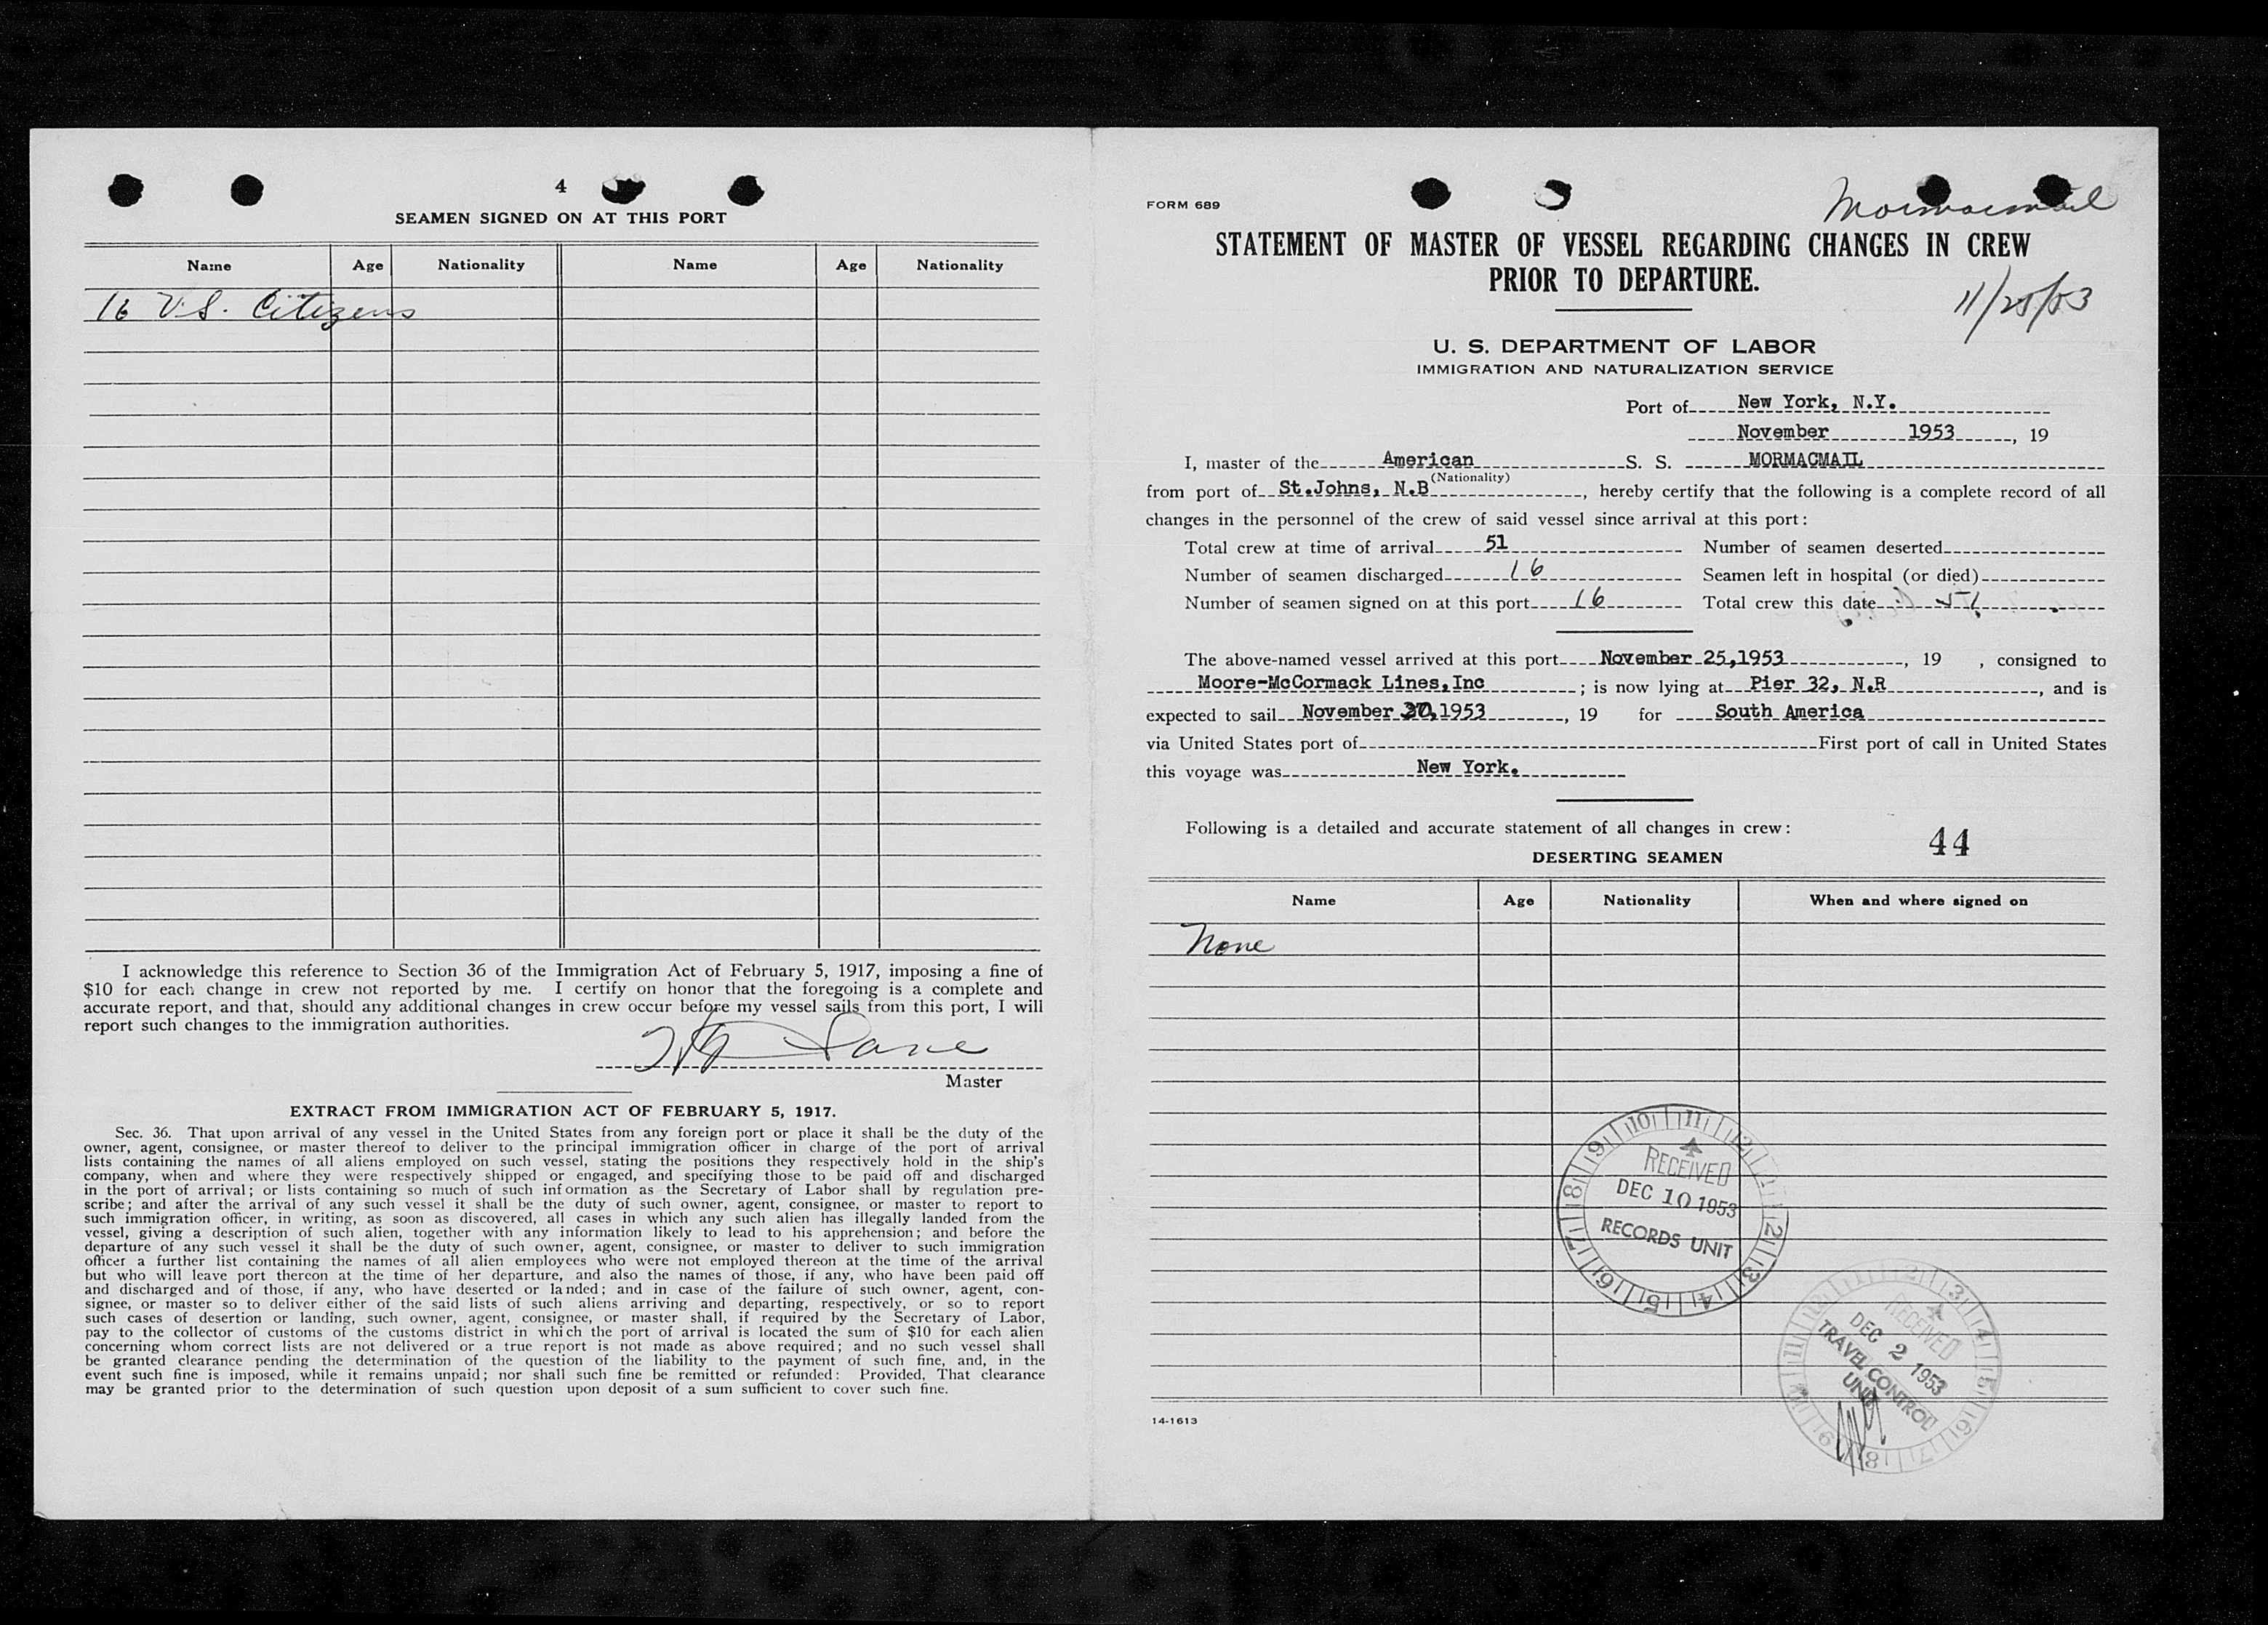 4
SEAMEN SIGNED ON AT THIS PORT
Name Age Nationality Name Age Nationality
16 U.S. Citizens
I acknowledge this reference to Section 36 of the Immigration Act of February 5, 1917, imposing a fine of
$10 for each change in crew not reported by me. I certify on honor that the foregoing is a complete and
accurate report, and that, should any additional changes in crew occur before my vessel sails from this port, I will
report such changes to the immigration authorities.
Master
EXTRACT FROM IMMIGRATION ACT OF FEBRUARY 5, 1917.
Sec. 36. That upon arrival of any vessel in the United States from any foreign port or place it shall be the duty of the
owner, agent, consignee, or master thereof to deliver to the principal immigration officer in charge of the port of arrival
lists containing the names of all aliens employed on such vessel, stating the positions they respectively hold in the ship's
company, when and where they were respectively shipped or engaged, and specifying those to be paid off and discharged
in the port of arrival; or lists containing so much of such information as the Secretary of Labor shall by regulation pre-
scribe; and after the arrival of any such vessel it shall be the duty of such owner, agent, consignee, or master to report to
such immigration officer, in writing, as soon as discovered, all cases in which any such alien has illegally landed from the
vessel, giving a description of such alien, together with any information likely to lead to his apprehension; and before the
departure of any such vessel it shall be the duty of such owner, agent, consignee, or master to deliver to such immigration
officer a further list containing the names of all alien employees who were not employed thereon at the time of the arrival
but who will leave port thereon at the time of her departure, and also the names of those, if any, who have been paid off
and discharged and of those, if any, who have deserted or landed; and in case of the failure of such owner, agent, con-
signee, or master so to deliver either of the said lists of such aliens arriving and departing, respectively, or so to report
such cases of desertion or landing, such owner, agent, consignee, or master shall, if required by the Secretary of Labor,
pay to the collector of customs of the customs district in which the port of arrival is located the sum of $10 for each alien
concerning whom correct lists are not delivered or a true report is not made as above required; and no such vessel shall
be granted clearance pending the determination of the question of the liability to the payment of such fine, and, in the
event such fine is imposed, while it remains unpaid; nor shall such fine be remitted or refunded: Provided, That clearance
may be granted prior to the determination of such question upon deposit of a sum sufficient to cover such fine.
FORM 689
Mormacmail
STATEMENT OF MASTER OF VESSEL REGARDING CHANGES IN CREW
PRIOR TO DEPARTURE.
11/25/53
U. S. DEPARTMENT OF LABOR
IMMIGRATION AND NATURALIZATION SERVICE
Port of New York, N.Y.
November 1953, 19
I, master of the American S. S. MORMACMAIL
(Nationality)
from port of St.Johns, N.B, hereby certify that the following is a complete record of all
changes in the personnel of the crew of said vessel since arrival at this port:
Total crew at time of arrival 51 Number of seamen deserted
Number of seamen discharged 16 Seamen left in hospital (or died)
Number of seamen signed on at this port 16 Total crew this date 51
The above-named vessel arrived at this port November 25,1953, 19 , consigned to
Moore-McCormack Lines,Inc; is now lying at Pier 32, N.R, and is
expected to sail November ,1953, 19 for South America
via United States port of First port of call in United States
this voyage was New York.
Following is a detailed and accurate statement of all changes in crew:
44
DESERTING SEAMEN
Name Age Nationality When and where signed on
None
RECEIVED
DEC 10 1953
RECORDS UNIT
RECEIVED
DEC 2 1953
TRAVEL CONTROL
UNIT
14-1613